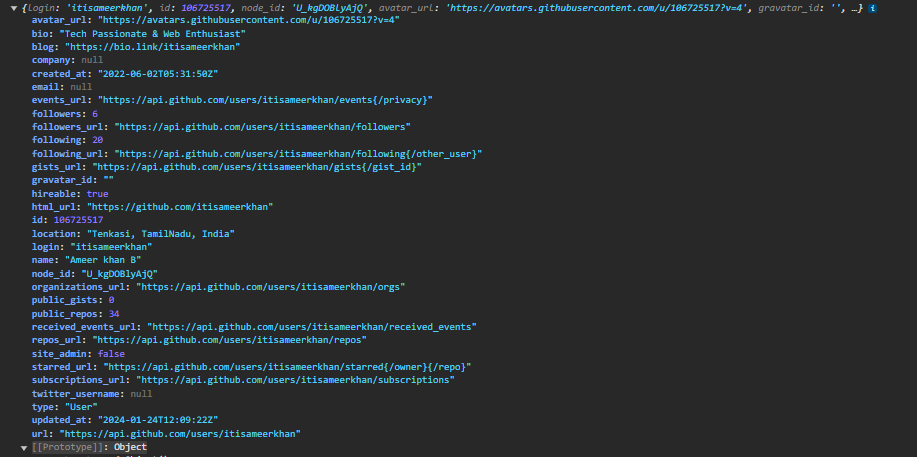 {login: 'itisameerkhan', id: 106725517, node_id: 'U_kgDOBlyAjQ', avatar_url: 'https://avatars.githubusercontent.com/u/106725517?v=4', gravatar_id: '', …} i
avatar_url: "https://avatars.githubusercontent.com/u/106725517?v=4"
bio: "Tech Passionate & Web Enthusiast"
blog: "https://bio.link/itisameerkhan"
company: null
created_at: "2022-06-02T05:31:50Z"
email: null
events_url: "https://api.github.com/users/itisameerkhan/events{/privacy}"
followers: 6
followers_url: "https://api.github.com/users/itisameerkhan/followers"
following: 20
following_url: "https://api.github.com/users/itisameerkhan/following{/other_user}"
gists_url: "https://api.github.com/users/itisameerkhan/gists{/gist_id}"
gravatar_id: ""
hireable: true
html_url: "https://github.com/itisameerkhan"
id: 106725517
location: "Tenkasi, TamilNadu, India"
login: "itisameerkhan"
name: "Ameer khan B"
node_id: "U_kgDOBlyAjQ"
organizations_url: "https://api.github.com/users/itisameerkhan/orgs"
public_gists: 0
public_repos: 34
received_events_url: "https://api.github.com/users/itisameerkhan/received_events"
repos_url: "https://api.github.com/users/itisameerkhan/repos"
site_admin: false
starred_url: "https://api.github.com/users/itisameerkhan/starred{/owner}{/repo}"
subscriptions_url: "https://api.github.com/users/itisameerkhan/subscriptions"
twitter_username: null
type: "User"
updated_at: "2024-01-24T12:09:22Z"
url: "https://api.github.com/users/itisameerkhan"
[[Prototype]]: Object